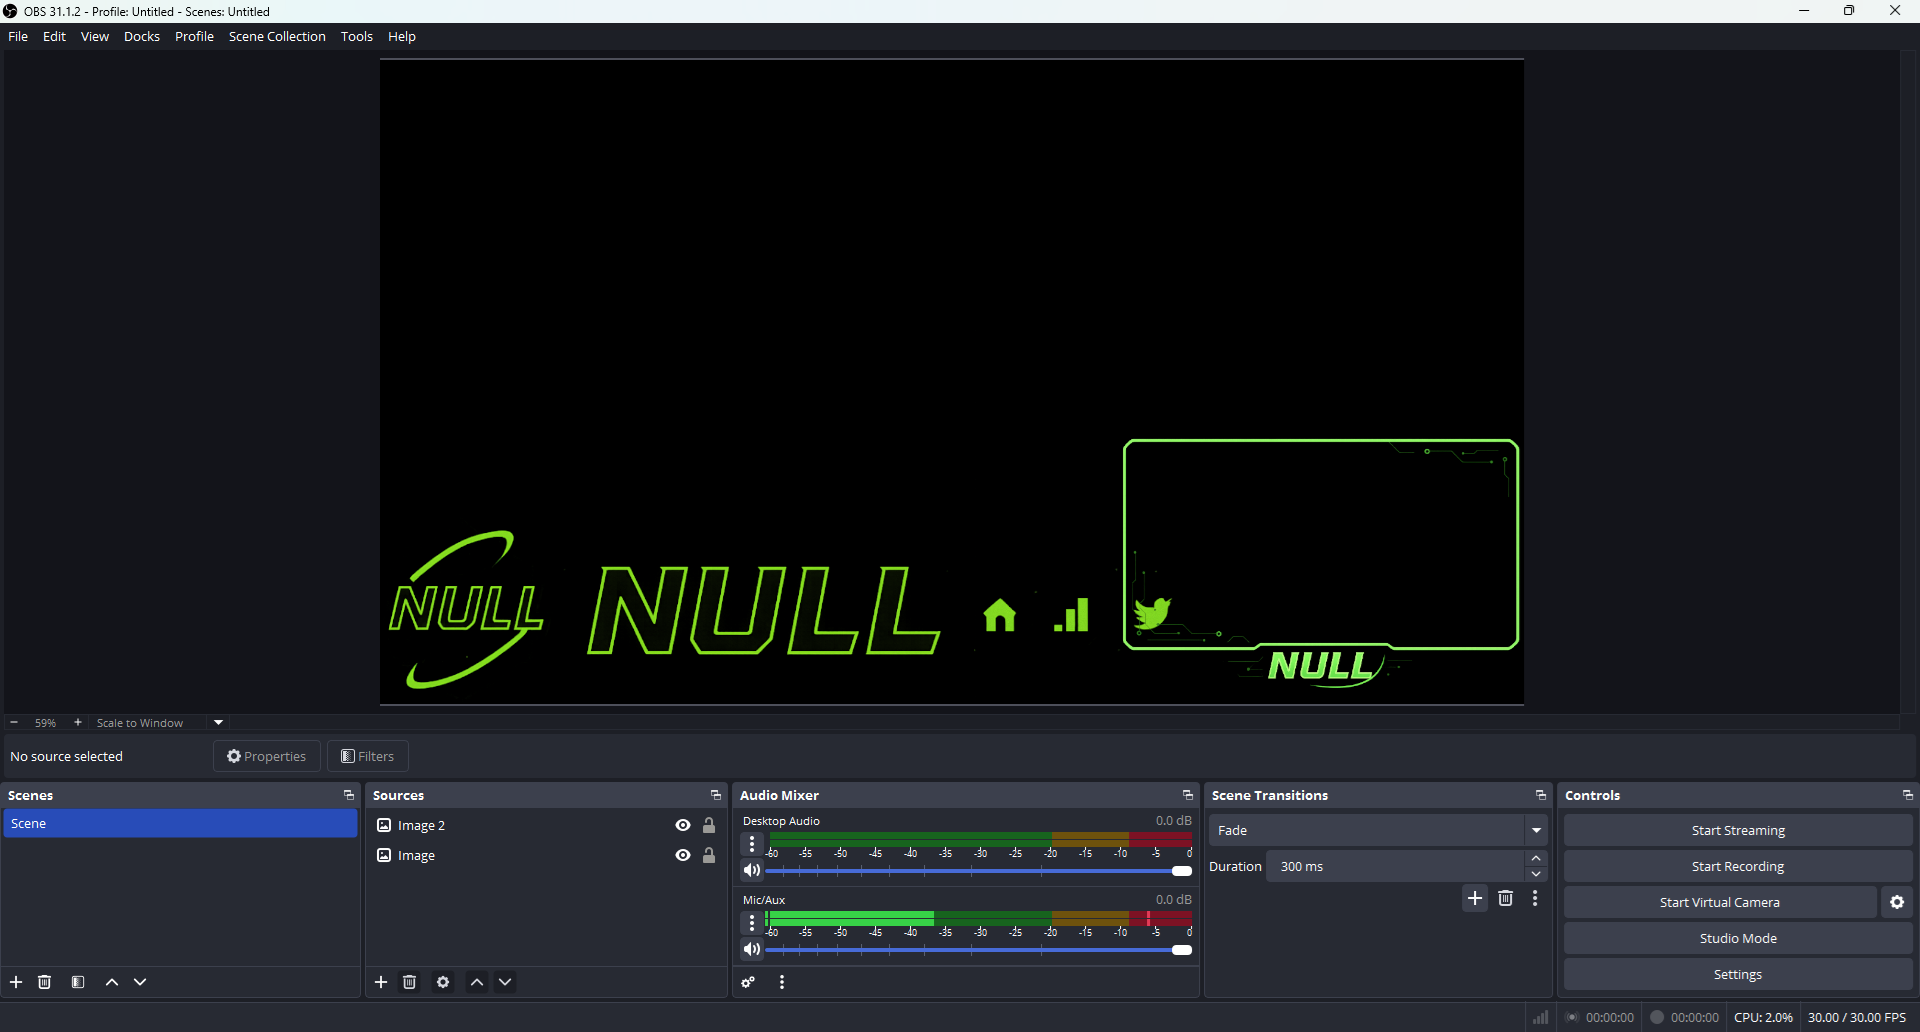 OBS 31.1.2 - Profile: Untitled - Scenes: Untitled
File Edit View Docks Profile Scene Collection Tools Help
NULL
NULL
NULL
59% Scale to Window
No source selected Properties Filters
Scenes
Scene
Sources
Image 2
Image
Audio Mixer
Desktop Audio 0.0 dB
-60 -55 -50 -45 -40 -35 -30 -25 -20 -15 -10 -5 0
Mic/Aux 0.0 dB
-60 -55 -50 -45 -40 -35 -30 -25 -20 -15 -10 -5 0
Scene Transitions
Fade
Duration 300 ms
Controls
Start Streaming
Start Recording
Start Virtual Camera
Studio Mode
Settings
00:00:00 00:00:00 CPU: 2.0% 30.00 / 30.00 FPS